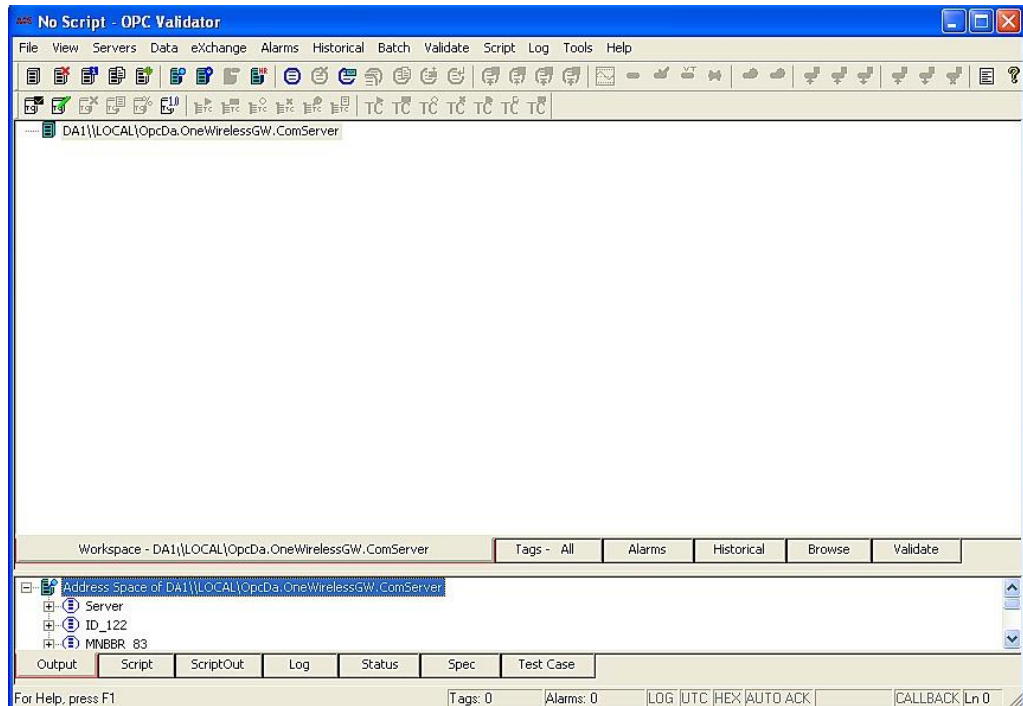 No Script - OPC Validator
File View Servers Data eXchange Alarms Historical Batch Validate Script Log Tools Help
DA1\\LOCAL\OpcDa.OneWirelessGW.ComServer
Workspace - DA1\\LOCAL\OpcDa.OneWirelessGW.ComServer Tags - All Alarms Historical Browse Validate
Address Space of DA1\\LOCAL\OpcDa.OneWirelessGW.ComServer
Server
ID_122
MNBBR_83
Output Script ScriptOut Log Status Spec Test Case
For Help, press F1 Tags: 0 Alarms: 0 LOG UTC HEX AUTO ACK CALLBACK Ln 0